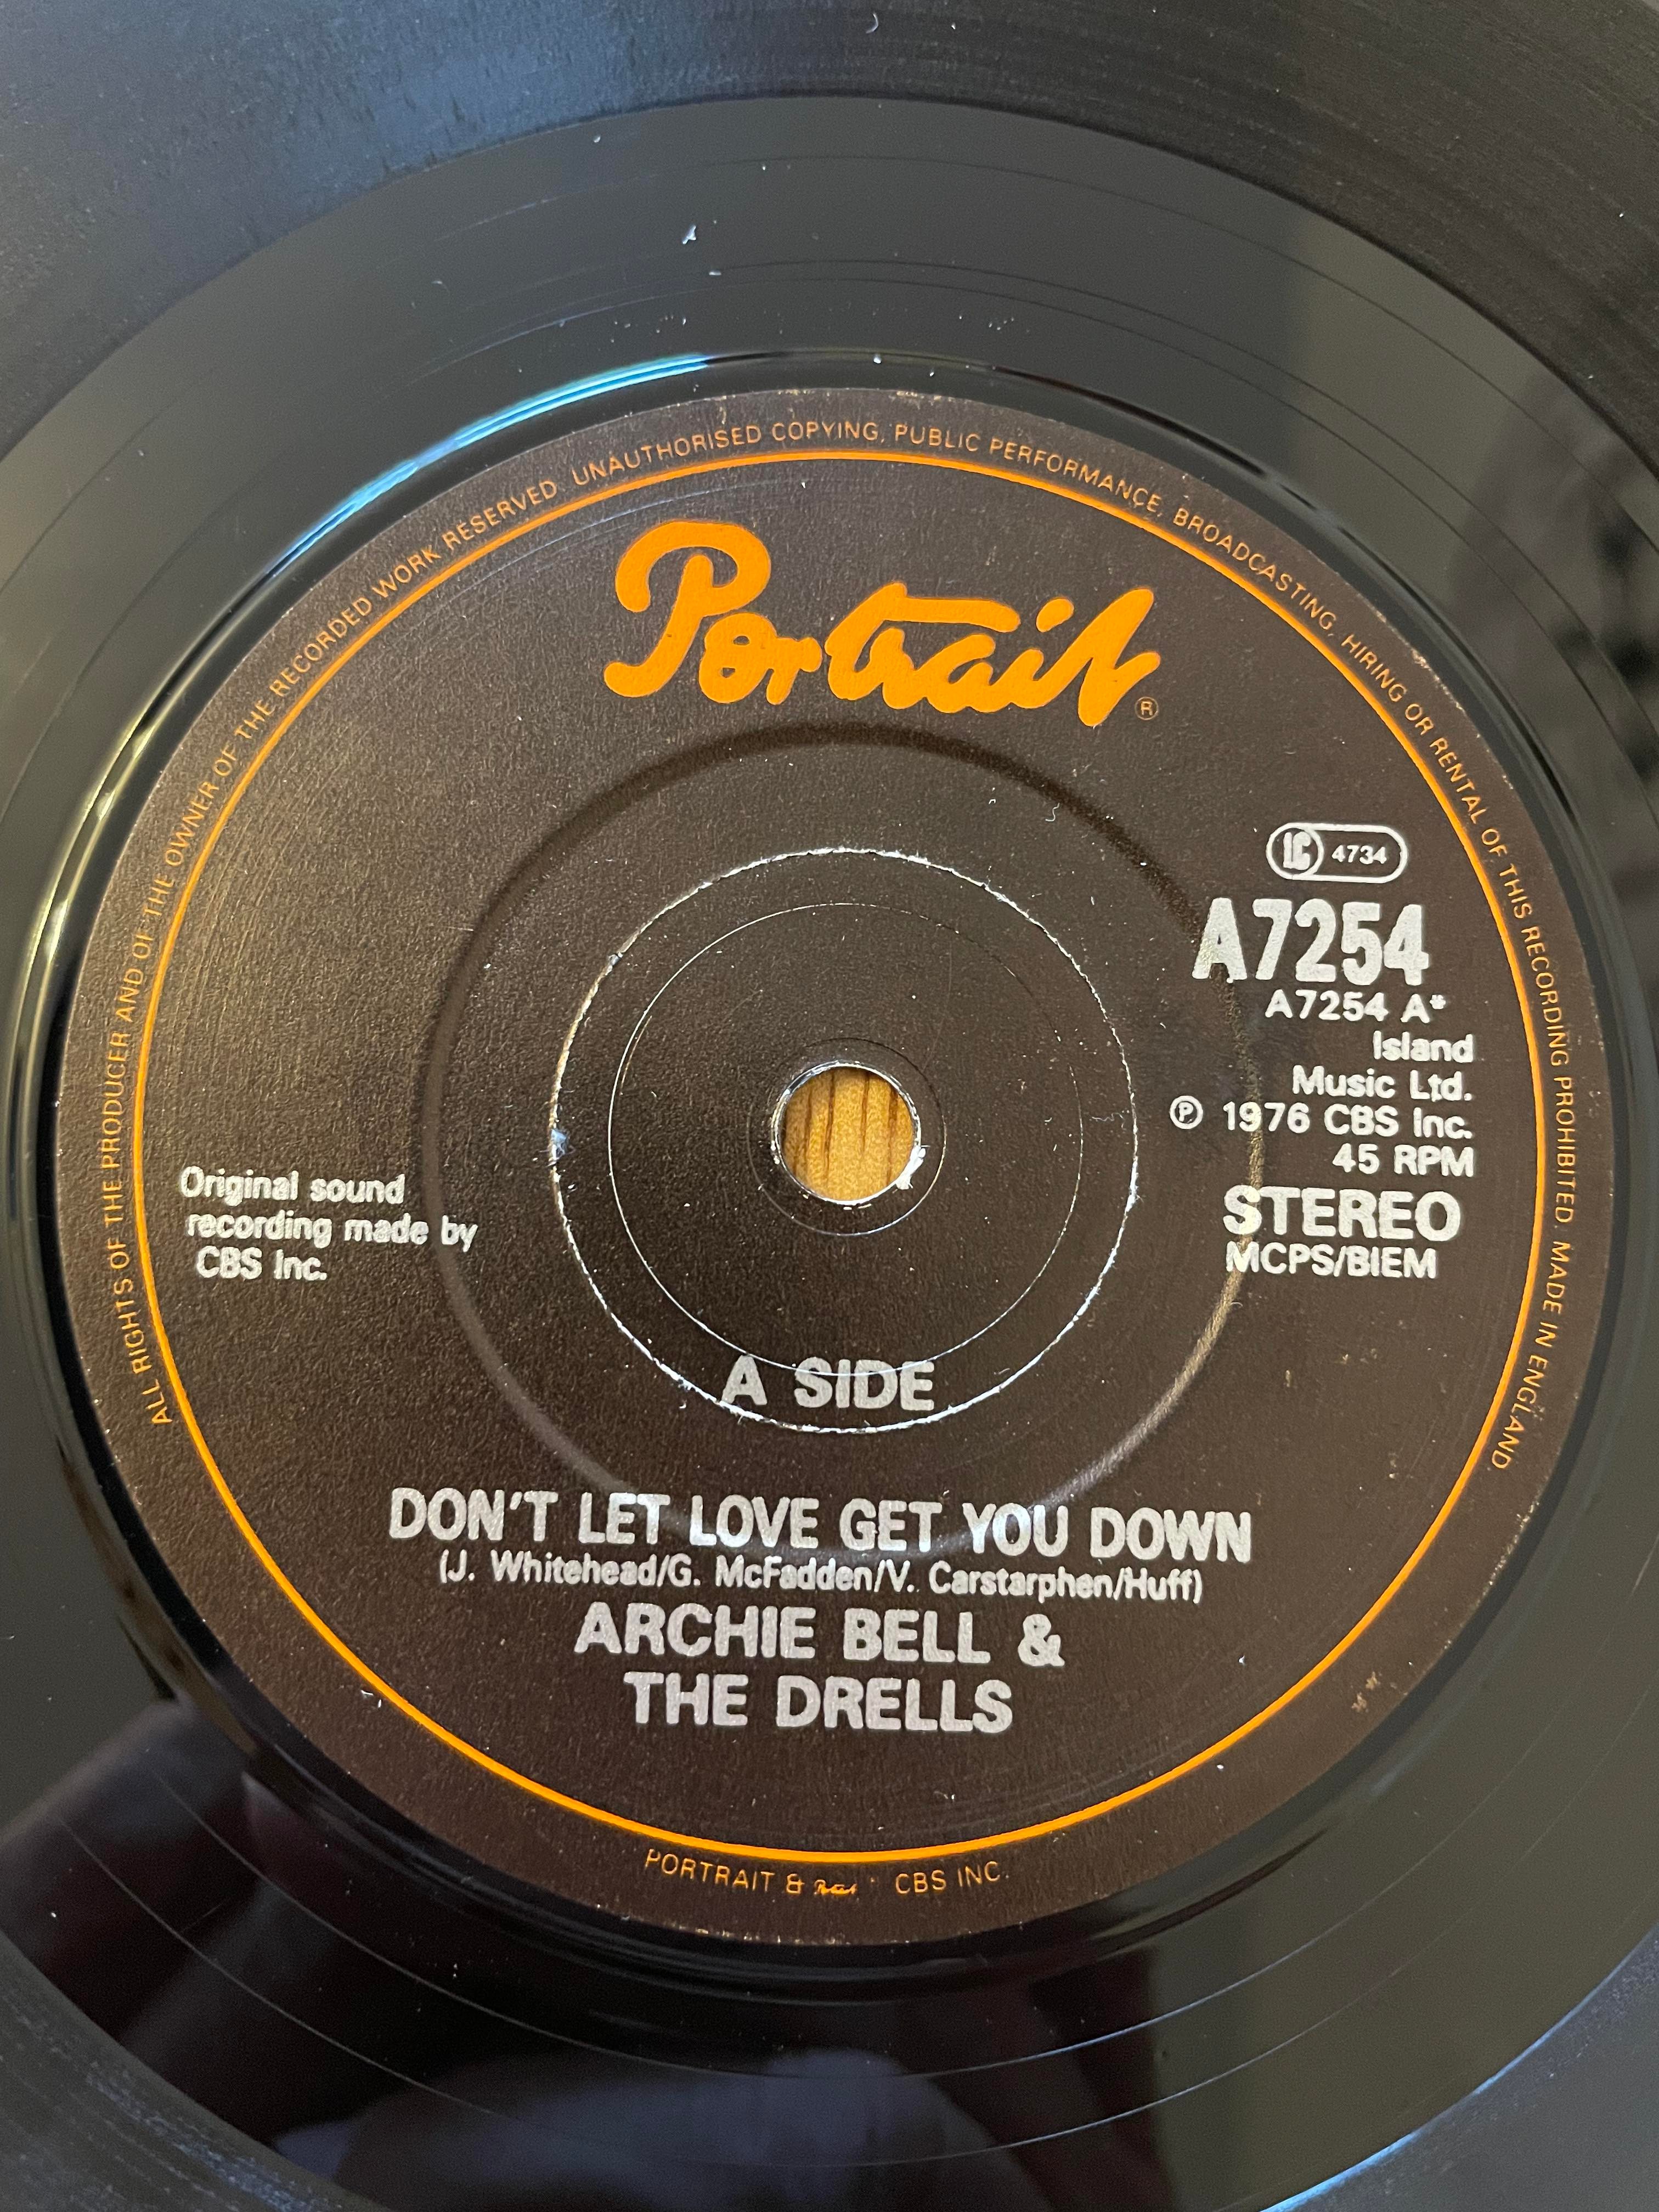 ALL RIGHTS OF THE PRODUCER AND OF THE OWNER OF THE RECORDED WORK RESERVED. UNAUTHORISED COPYING, PUBLIC PERFORMANCE, BROADCASTING, HIRING OR RENTAL OF THIS RECORDING PROHIBITED. MADE IN ENGLAND.
Portrait ®
LC 4734
A7254
A7254 A*
Island
Music Ltd.
℗ 1976 CBS Inc.
45 RPM
STEREO
MCPS/BIEM
Original sound
recording made by
CBS Inc.
A SIDE
DON'T LET LOVE GET YOU DOWN
(J. Whitehead/G. McFadden/V. Carstarphen/Huff)
ARCHIE BELL &
THE DRELLS
PORTRAIT & Portrait CBS INC.